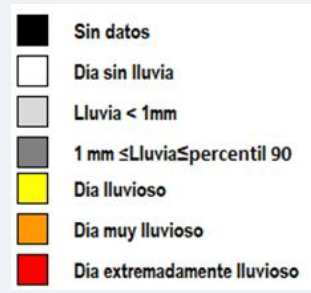 Sin datos
Dia sin lluvia
Lluvia < 1mm
1 mm ≤Lluvia≤percentil 90
Día lluvioso
Dia muy lluvioso
Dia extremadamente lluvioso